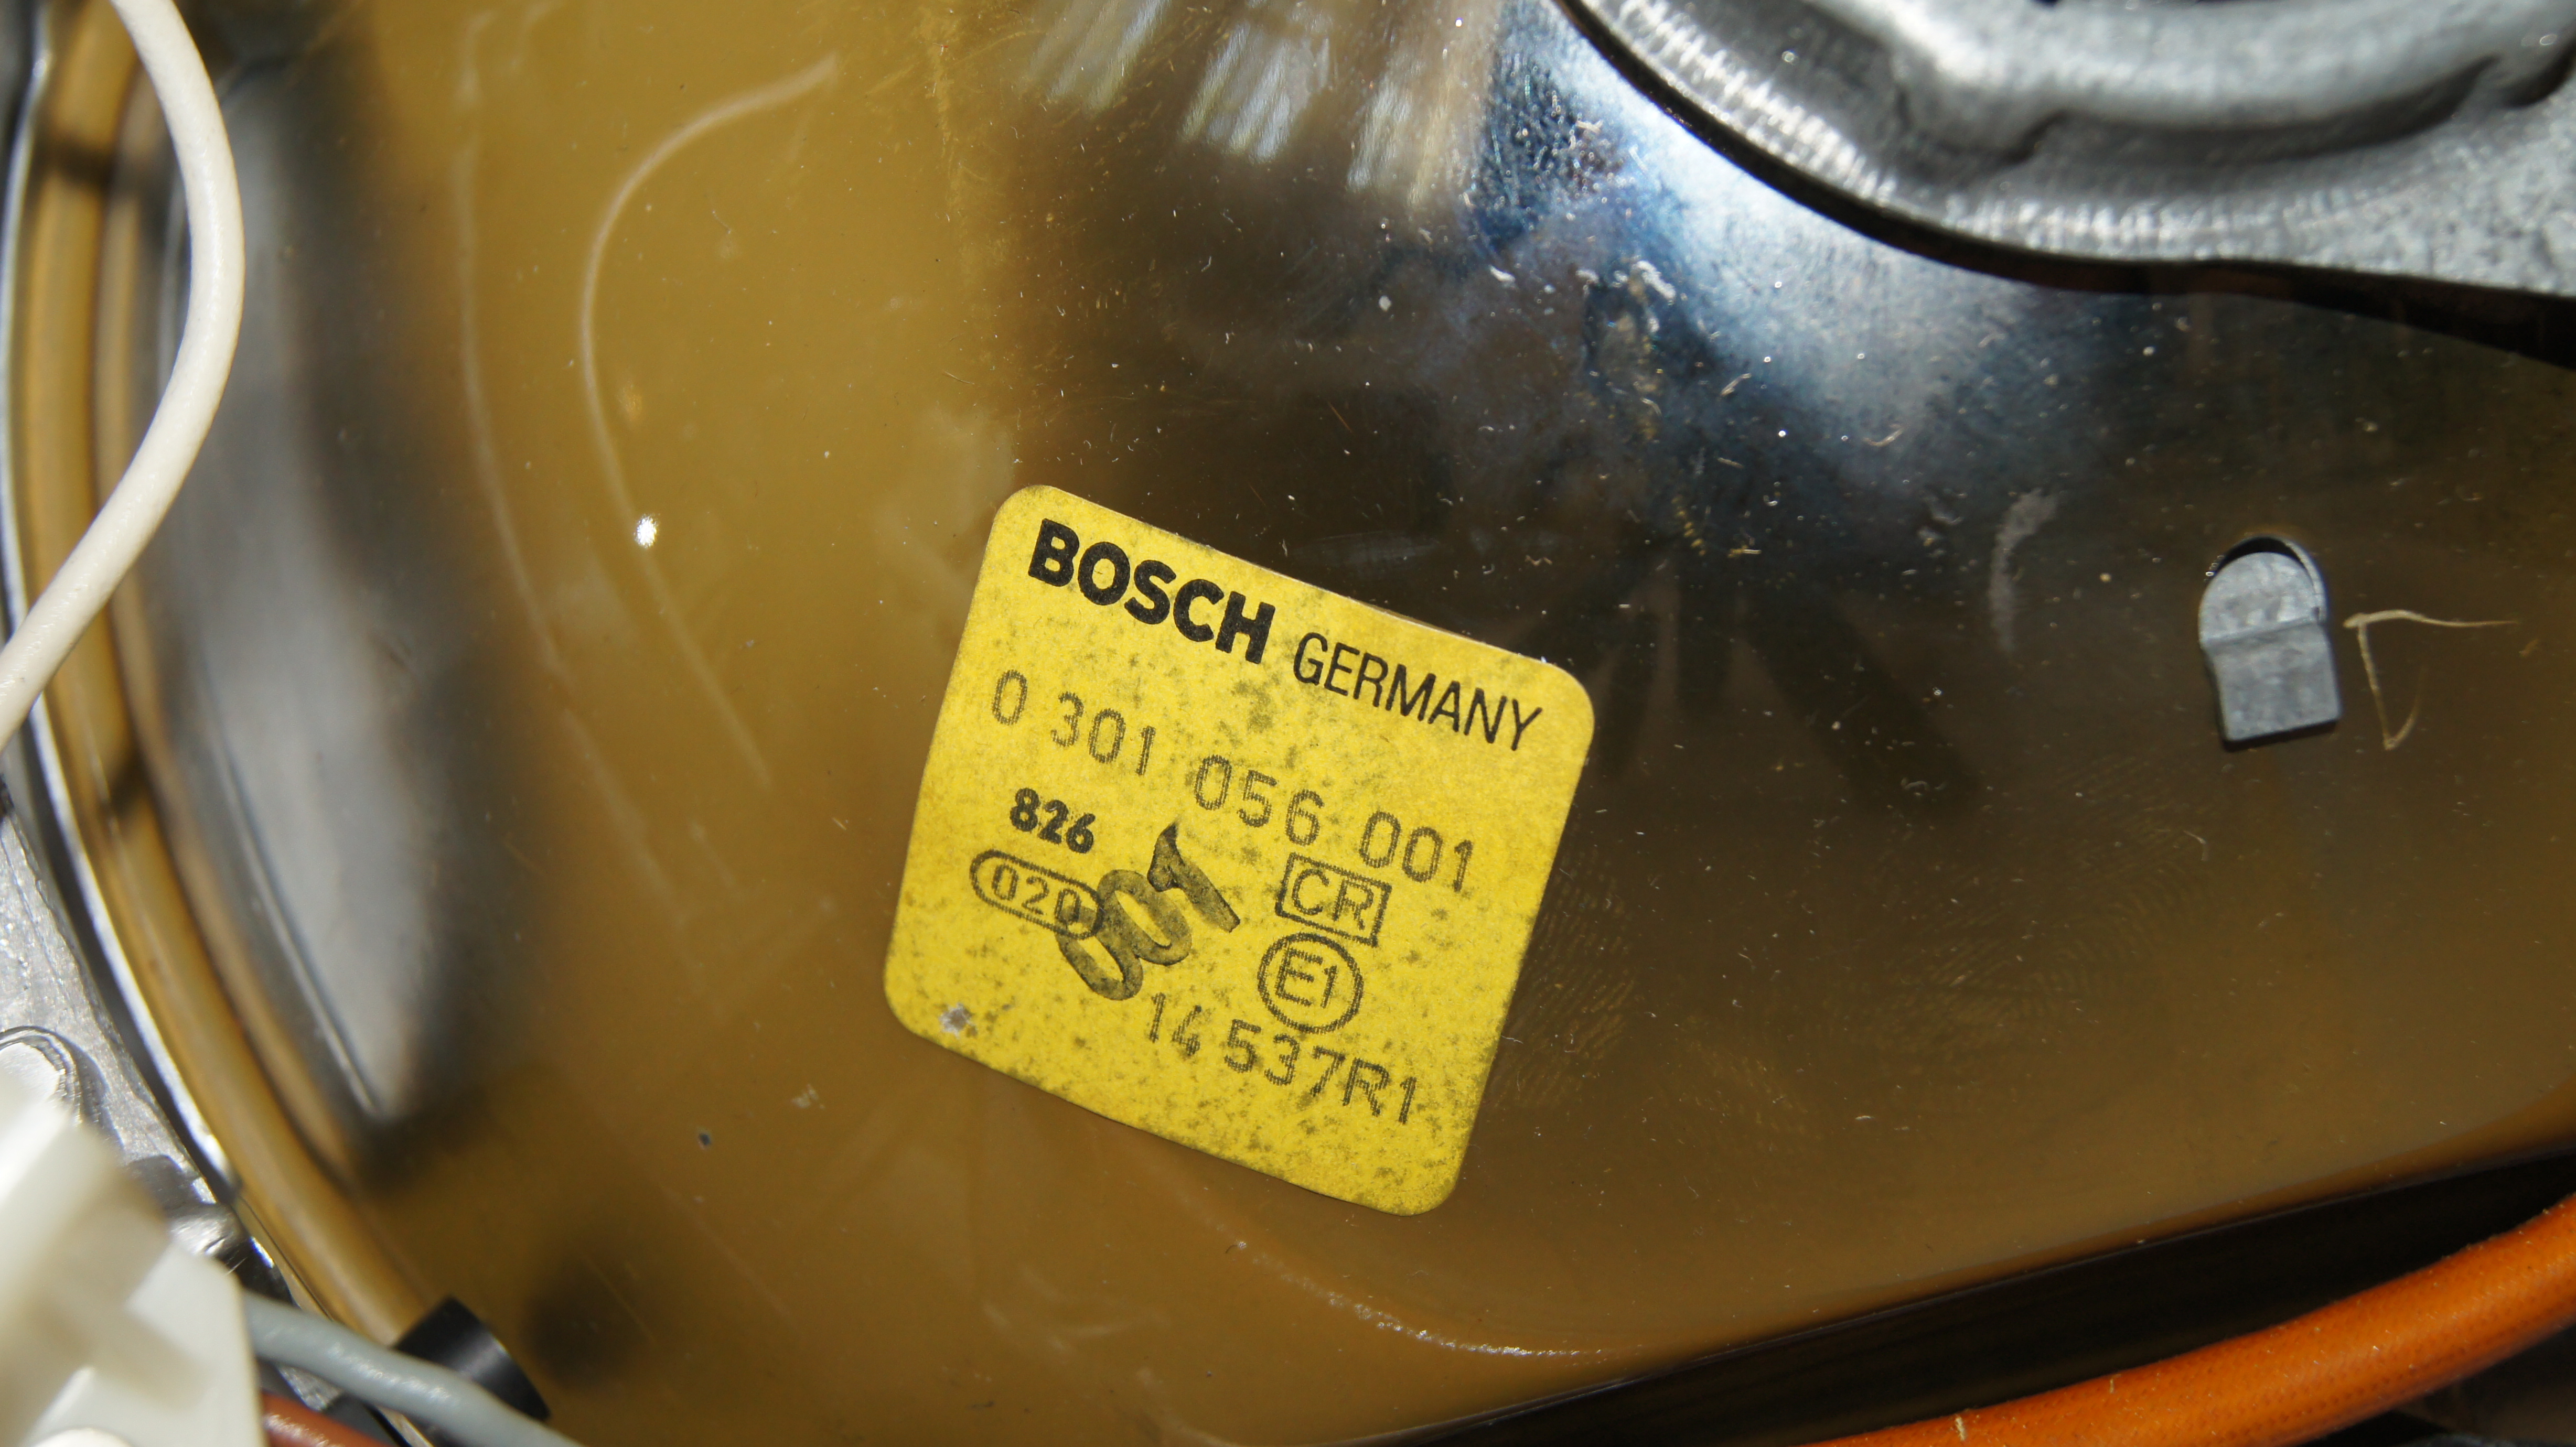 BOSCH GERMANY
0 301 056 001
826
020
001
CR
E1
14 537R1